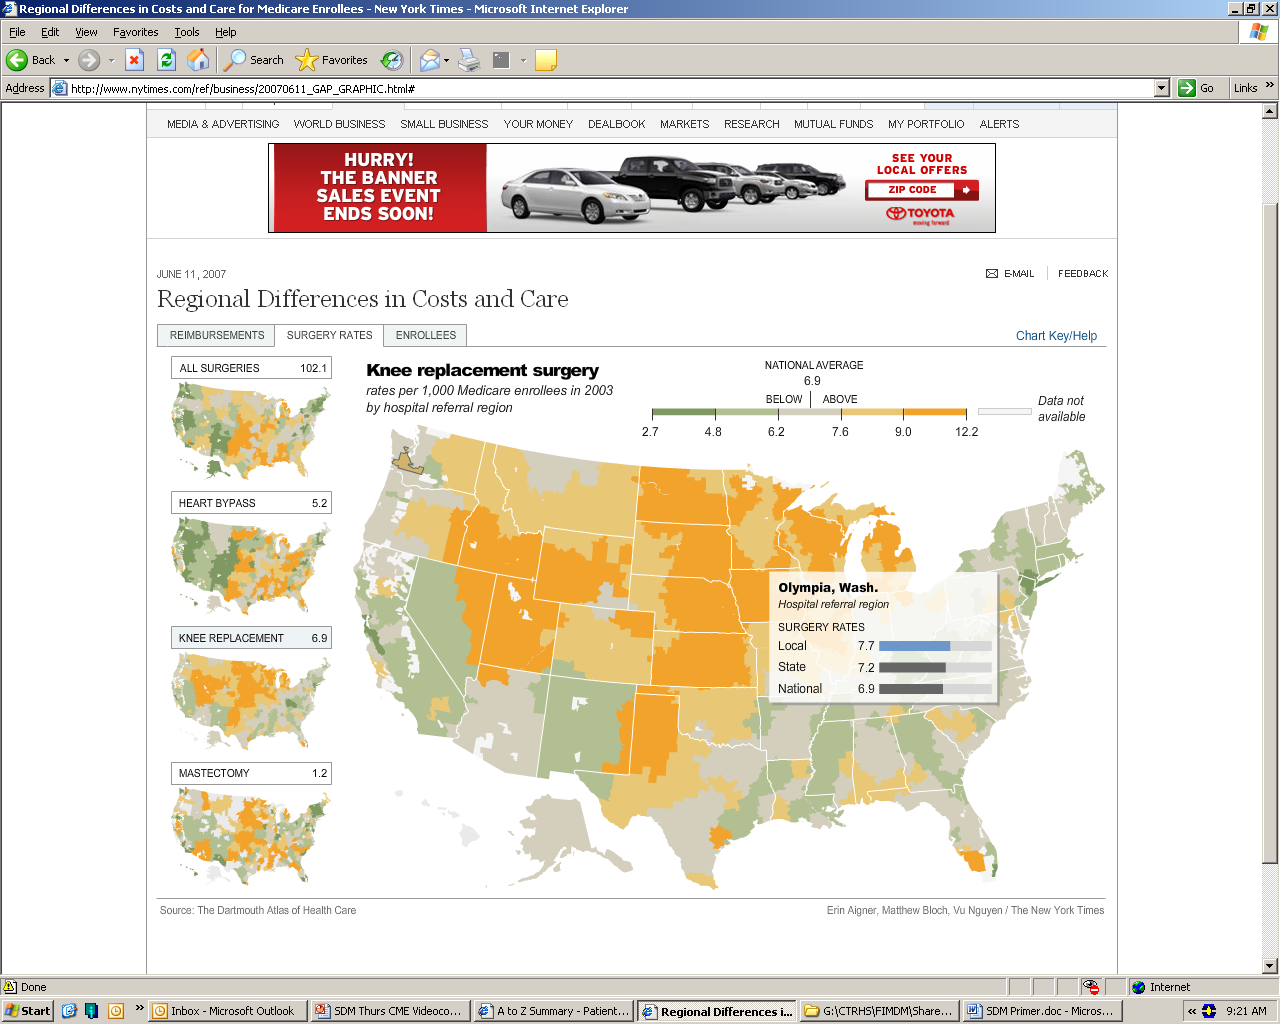 Regional Differences in Costs and Care for Medicare Enrollees - New York Times - Microsoft Internet Explorer
File Edit View Favorites Tools Help
Back Search Favorites
Address http://www.nytimes.com/ref/business/20070611_GAP_GRAPHIC.html# Go Links »
MEDIA & ADVERTISING WORLD BUSINESS SMALL BUSINESS YOUR MONEY DEALBOOK MARKETS RESEARCH MUTUAL FUNDS MY PORTFOLIO ALERTS
HURRY!
THE BANNER
SALES EVENT
ENDS SOON!
SEE YOUR
LOCAL OFFERS
ZIP CODE
TOYOTA
moving forward
JUNE 11, 2007
E-MAIL FEEDBACK
Regional Differences in Costs and Care
REIMBURSEMENTS SURGERY RATES ENROLLEES
Chart Key/Help
ALL SURGERIES 102.1
HEART BYPASS 5.2
KNEE REPLACEMENT 6.9
MASTECTOMY 1.2
Knee replacement surgery
rates per 1,000 Medicare enrollees in 2003
by hospital referral region
NATIONAL AVERAGE
6.9
BELOW ABOVE
2.7 4.8 6.2 7.6 9.0 12.2
Data not
available
Olympia, Wash.
Hospital referral region
SURGERY RATES
Local 7.7
State 7.2
National 6.9
Source: The Dartmouth Atlas of Health Care
Erin Aigner, Matthew Bloch, Vu Nguyen / The New York Times
Done
Internet
Start » Inbox - Microsoft Outlook SDM Thurs CME Videoco... A to Z Summary - Patient... Regional Differences i... G:\CTRHS\FIMDM\Share... SDM Primer.doc - Micros... « 9:21 AM